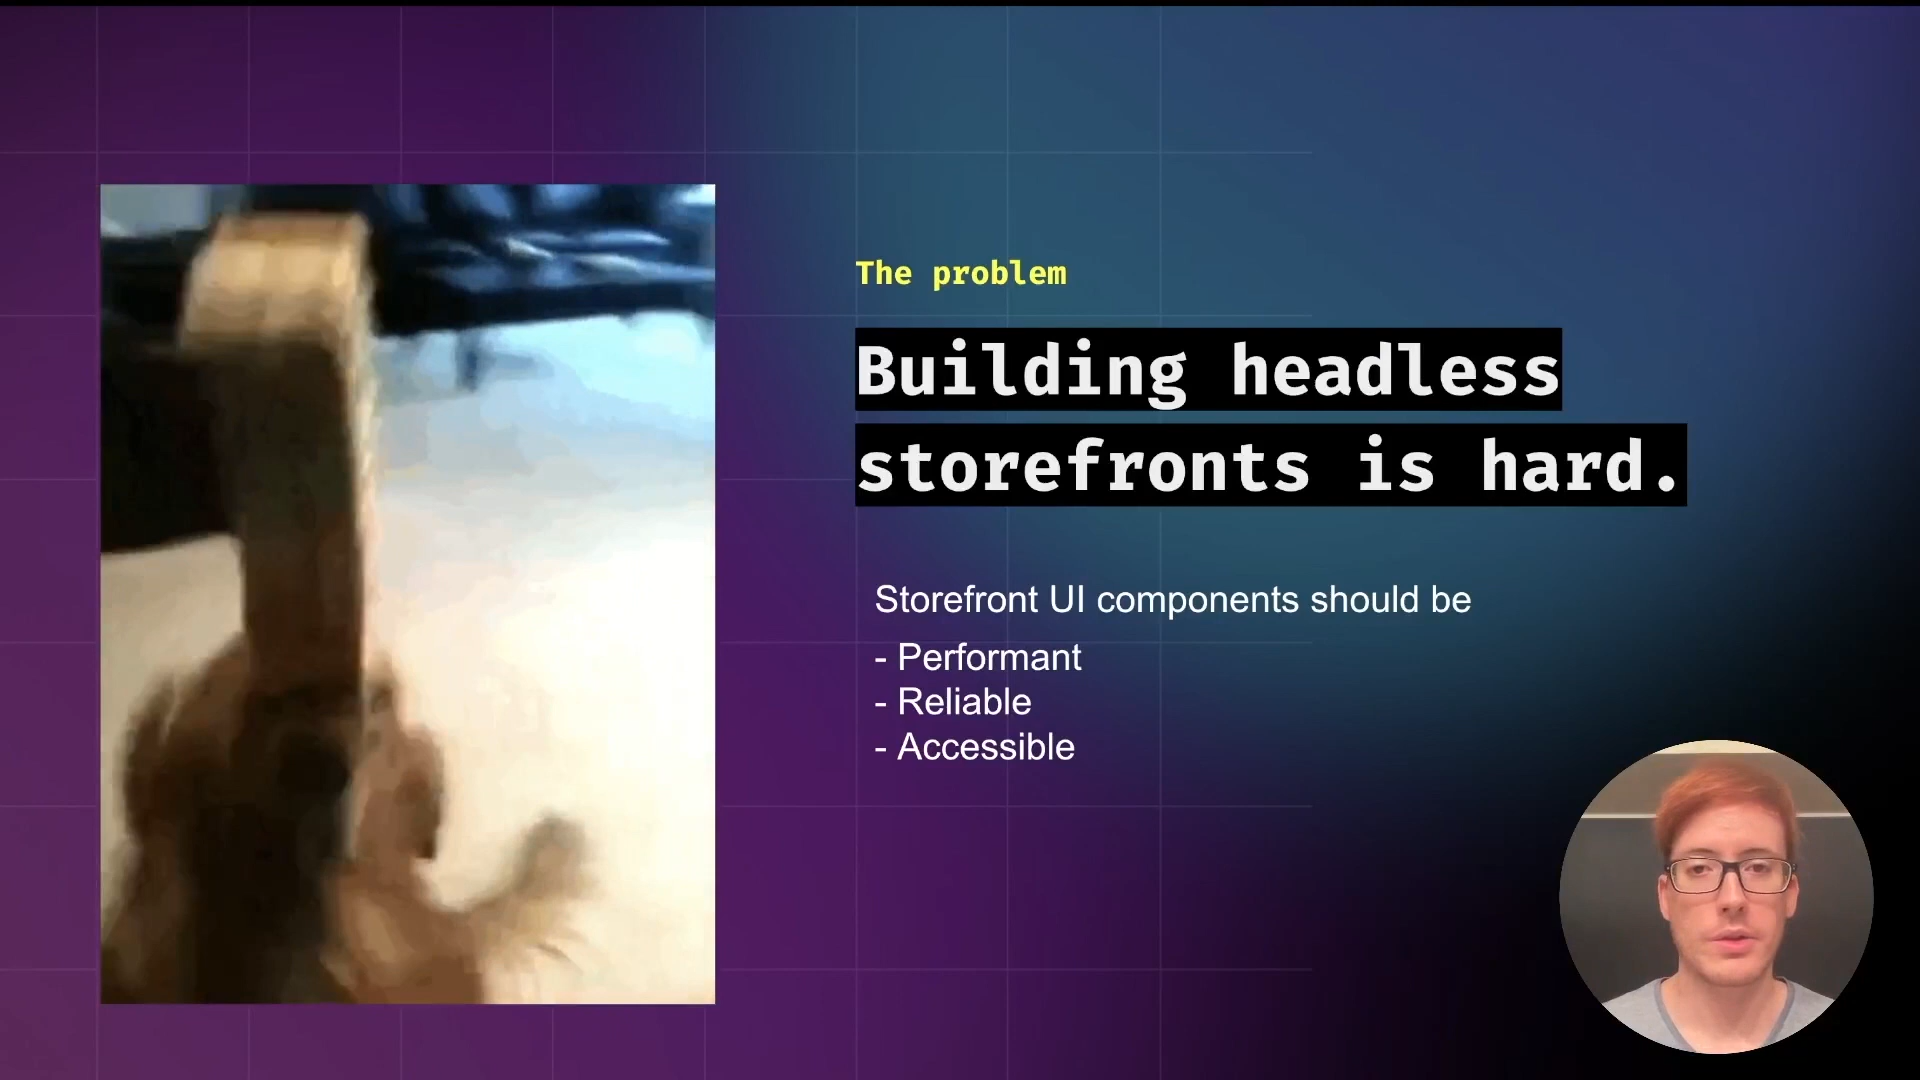 The problem
Building headless
storefronts is hard.
Storefront UI components should be
- Performant
- Reliable
- Accessible